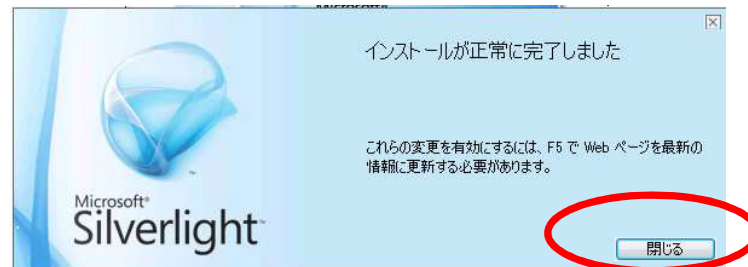 インストールが正常に完了しました
これらの変更を有効にするには、F5 で Web ページを最新の
情報に更新する必要があります。
Microsoft®
Silverlight™
閉じる